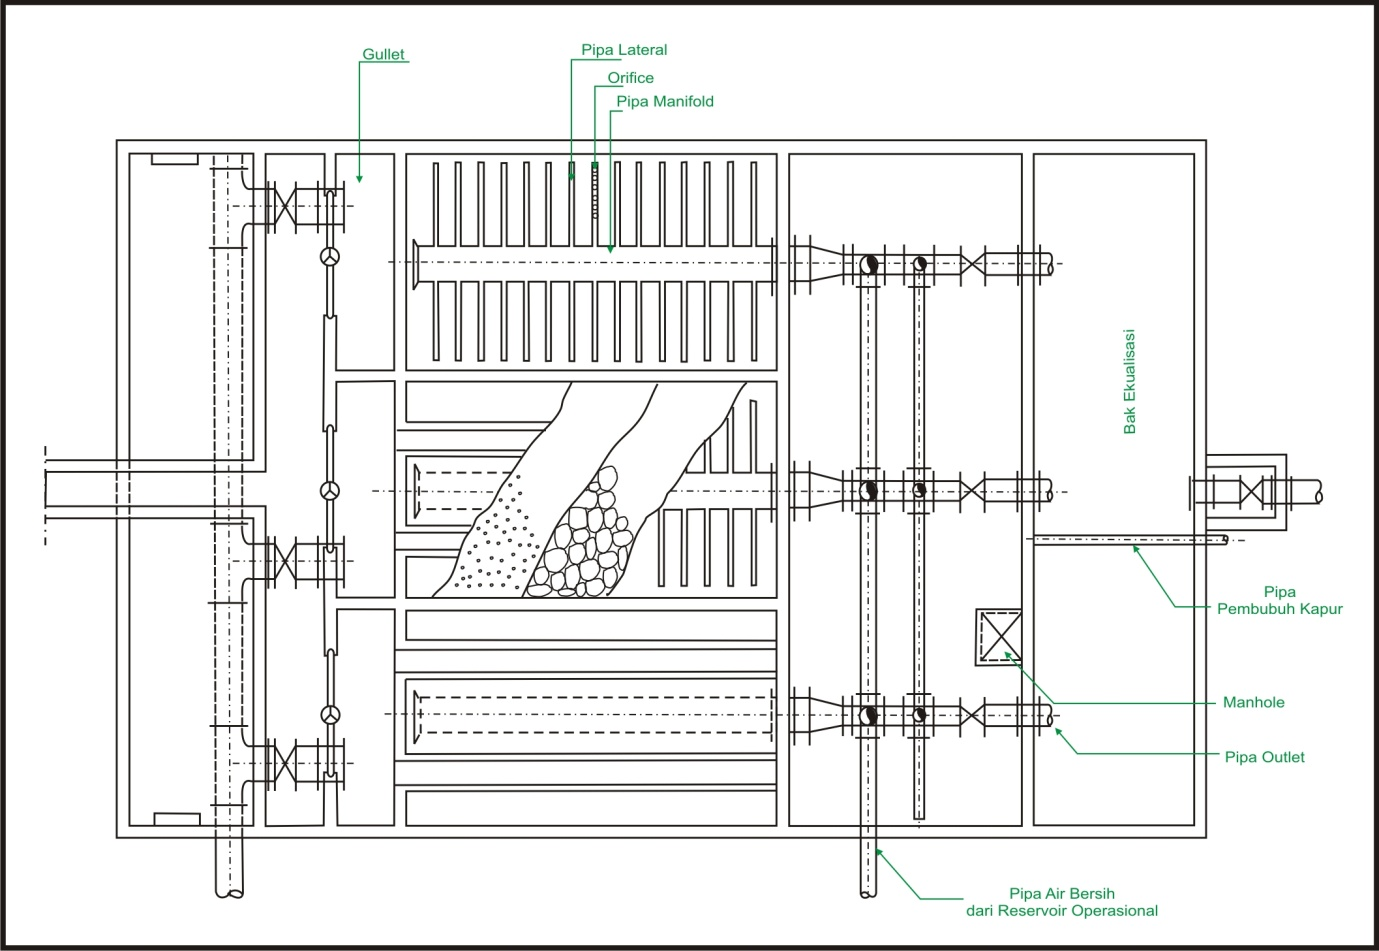 Gullet
Pipa Lateral
Orifice
Pipa Manifold
Bak Ekualisasi
Pipa
Pembubuh Kapur
Manhole
Pipa Outlet
Pipa Air Bersih
dari Reservoir Operasional